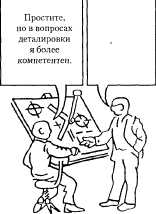 Простите,
но в вопросах
деталировки
я более
компетентен.